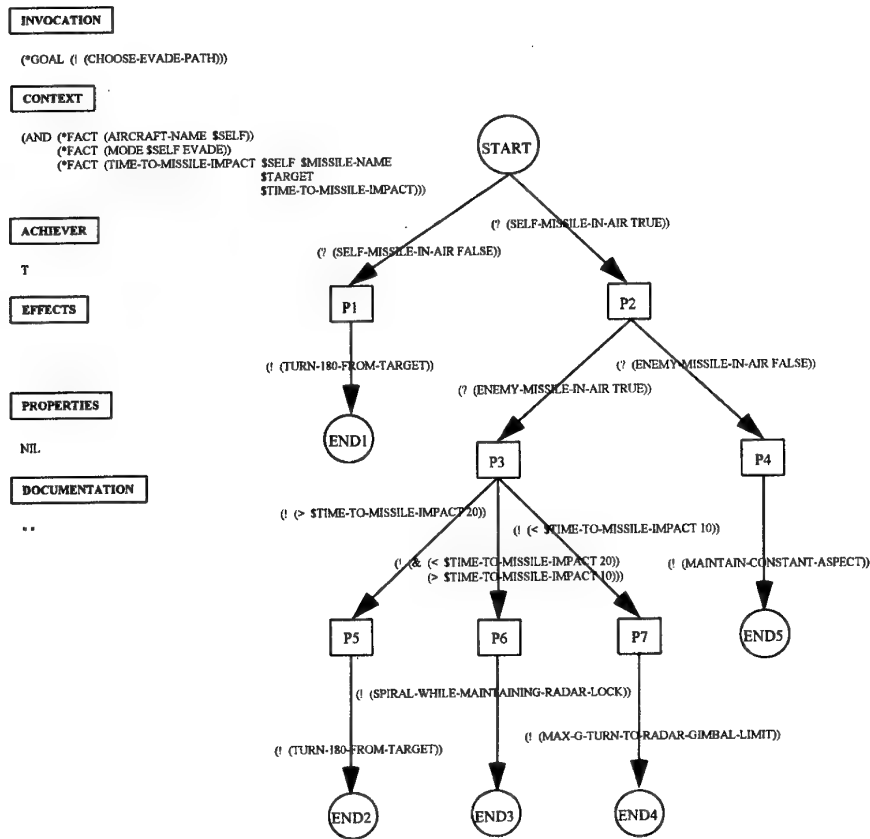 INVOCATION
(*GOAL (! (CHOOSE-EVADE-PATH)))
CONTEXT
(AND (*FACT (AIRCRAFT-NAME $SELF))
(*FACT (MODE $SELF EVADE))
(*FACT (TIME-TO-MISSILE-IMPACT $SELF $MISSILE-NAME
$TARGET
$TIME-TO-MISSILE-IMPACT)))
ACHIEVER
T
EFFECTS
PROPERTIES
NIL
DOCUMENTATION
" "
START
(? (SELF-MISSILE-IN-AIR TRUE))
(? (SELF-MISSILE-IN-AIR FALSE))
P1
P2
(! (TURN-180-FROM-TARGET))
(? (ENEMY-MISSILE-IN-AIR FALSE))
(? (ENEMY-MISSILE-IN-AIR TRUE))
END1
P3
P4
(! (> $TIME-TO-MISSILE-IMPACT 20))
(! (< $TIME-TO-MISSILE-IMPACT 10))
(! (& (< $TIME-TO-MISSILE-IMPACT 20))
(> $TIME-TO-MISSILE-IMPACT 10)))
(! (MAINTAIN-CONSTANT-ASPECT))
P5
P6
P7
END5
(! (SPIRAL-WHILE-MAINTAINING-RADAR-LOCK))
(! (MAX-G-TURN-TO-RADAR-GIMBAL-LIMIT))
(! (TURN-180-FROM-TARGET))
END2
END3
END4